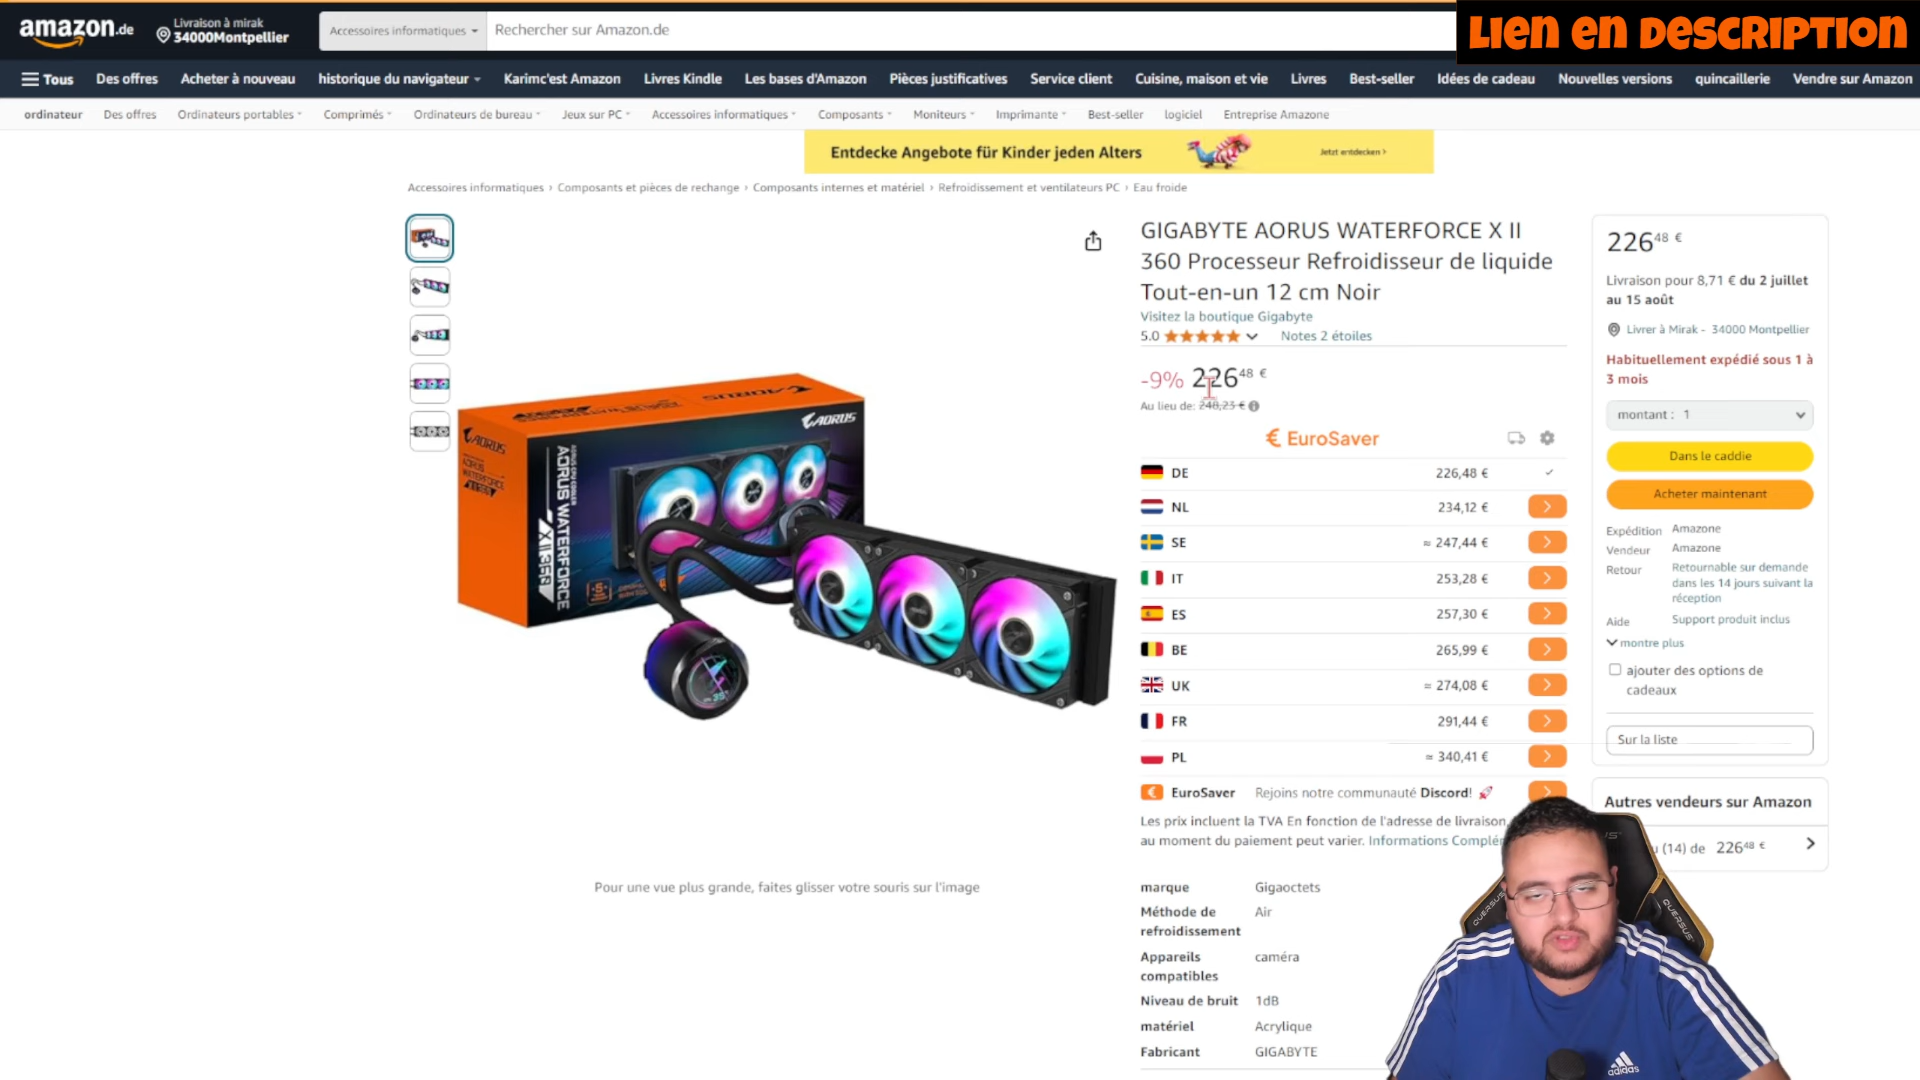 amazon.de
Livraison à mirak
34000Montpellier
Accessoires informatiques
Rechercher sur Amazon.de
Lien en description
Tous
Des offres
Acheter à nouveau
historique du navigateur
Karimc'est Amazon
Livres Kindle
Les bases d'Amazon
Pièces justificatives
Service client
Cuisine, maison et vie
Livres
Best-seller
Idées de cadeau
Nouvelles versions
quincaillerie
Vendre sur Amazon
ordinateur
Des offres
Ordinateurs portables
Comprimés
Ordinateurs de bureau
Jeux sur PC
Accessoires informatiques
Composants
Moniteurs
Imprimante
Best-seller
logiciel
Entreprise Amazone
Entdecke Angebote für Kinder jeden Alters
Jetzt entdecken >
Accessoires informatiques › Composants et pièces de rechange › Composants internes et matériel › Refroidissement et ventilateurs PC › Eau froide
AORUS
AORUS
AORUS WATERFORCE
XII360
GIGABYTE AORUS WATERFORCE X II
360 Processeur Refroidisseur de liquide
Tout-en-un 12 cm Noir
Visitez la boutique Gigabyte
5.0
Notes 2 étoiles
-9% 226,48 €
Au lieu de: 248,23 €
€ EuroSaver
DE 226,48 €
NL 234,12 €
SE ≈ 247,44 €
IT 253,28 €
ES 257,30 €
BE 265,99 €
UK ≈ 274,08 €
FR 291,44 €
PL ≈ 340,41 €
€ EuroSaver Rejoins notre communauté Discord! 🚀
Les prix incluent la TVA En fonction de l'adresse de livraison,
au moment du paiement peut varier. Informations Complé
Pour une vue plus grande, faites glisser votre souris sur l'image
marque Gigaoctets
Méthode de refroidissement Air
Appareils compatibles caméra
Niveau de bruit 1dB
matériel Acrylique
Fabricant GIGABYTE
226 48 €
Livraison pour 8,71 € du 2 juillet
au 15 août
Livrer à Mirak - 34000 Montpellier
Habituellement expédié sous 1 à
3 mois
montant : 1
Dans le caddie
Acheter maintenant
Expédition Amazone
Vendeur Amazone
Retour Retournable sur demande
dans les 14 jours suivant la
réception
Aide Support produit inclus
montre plus
ajouter des options de
cadeaux
Sur la liste
Autres vendeurs sur Amazon
(14) de 226 48 €
QUERSUS
QUERSUS
adidas